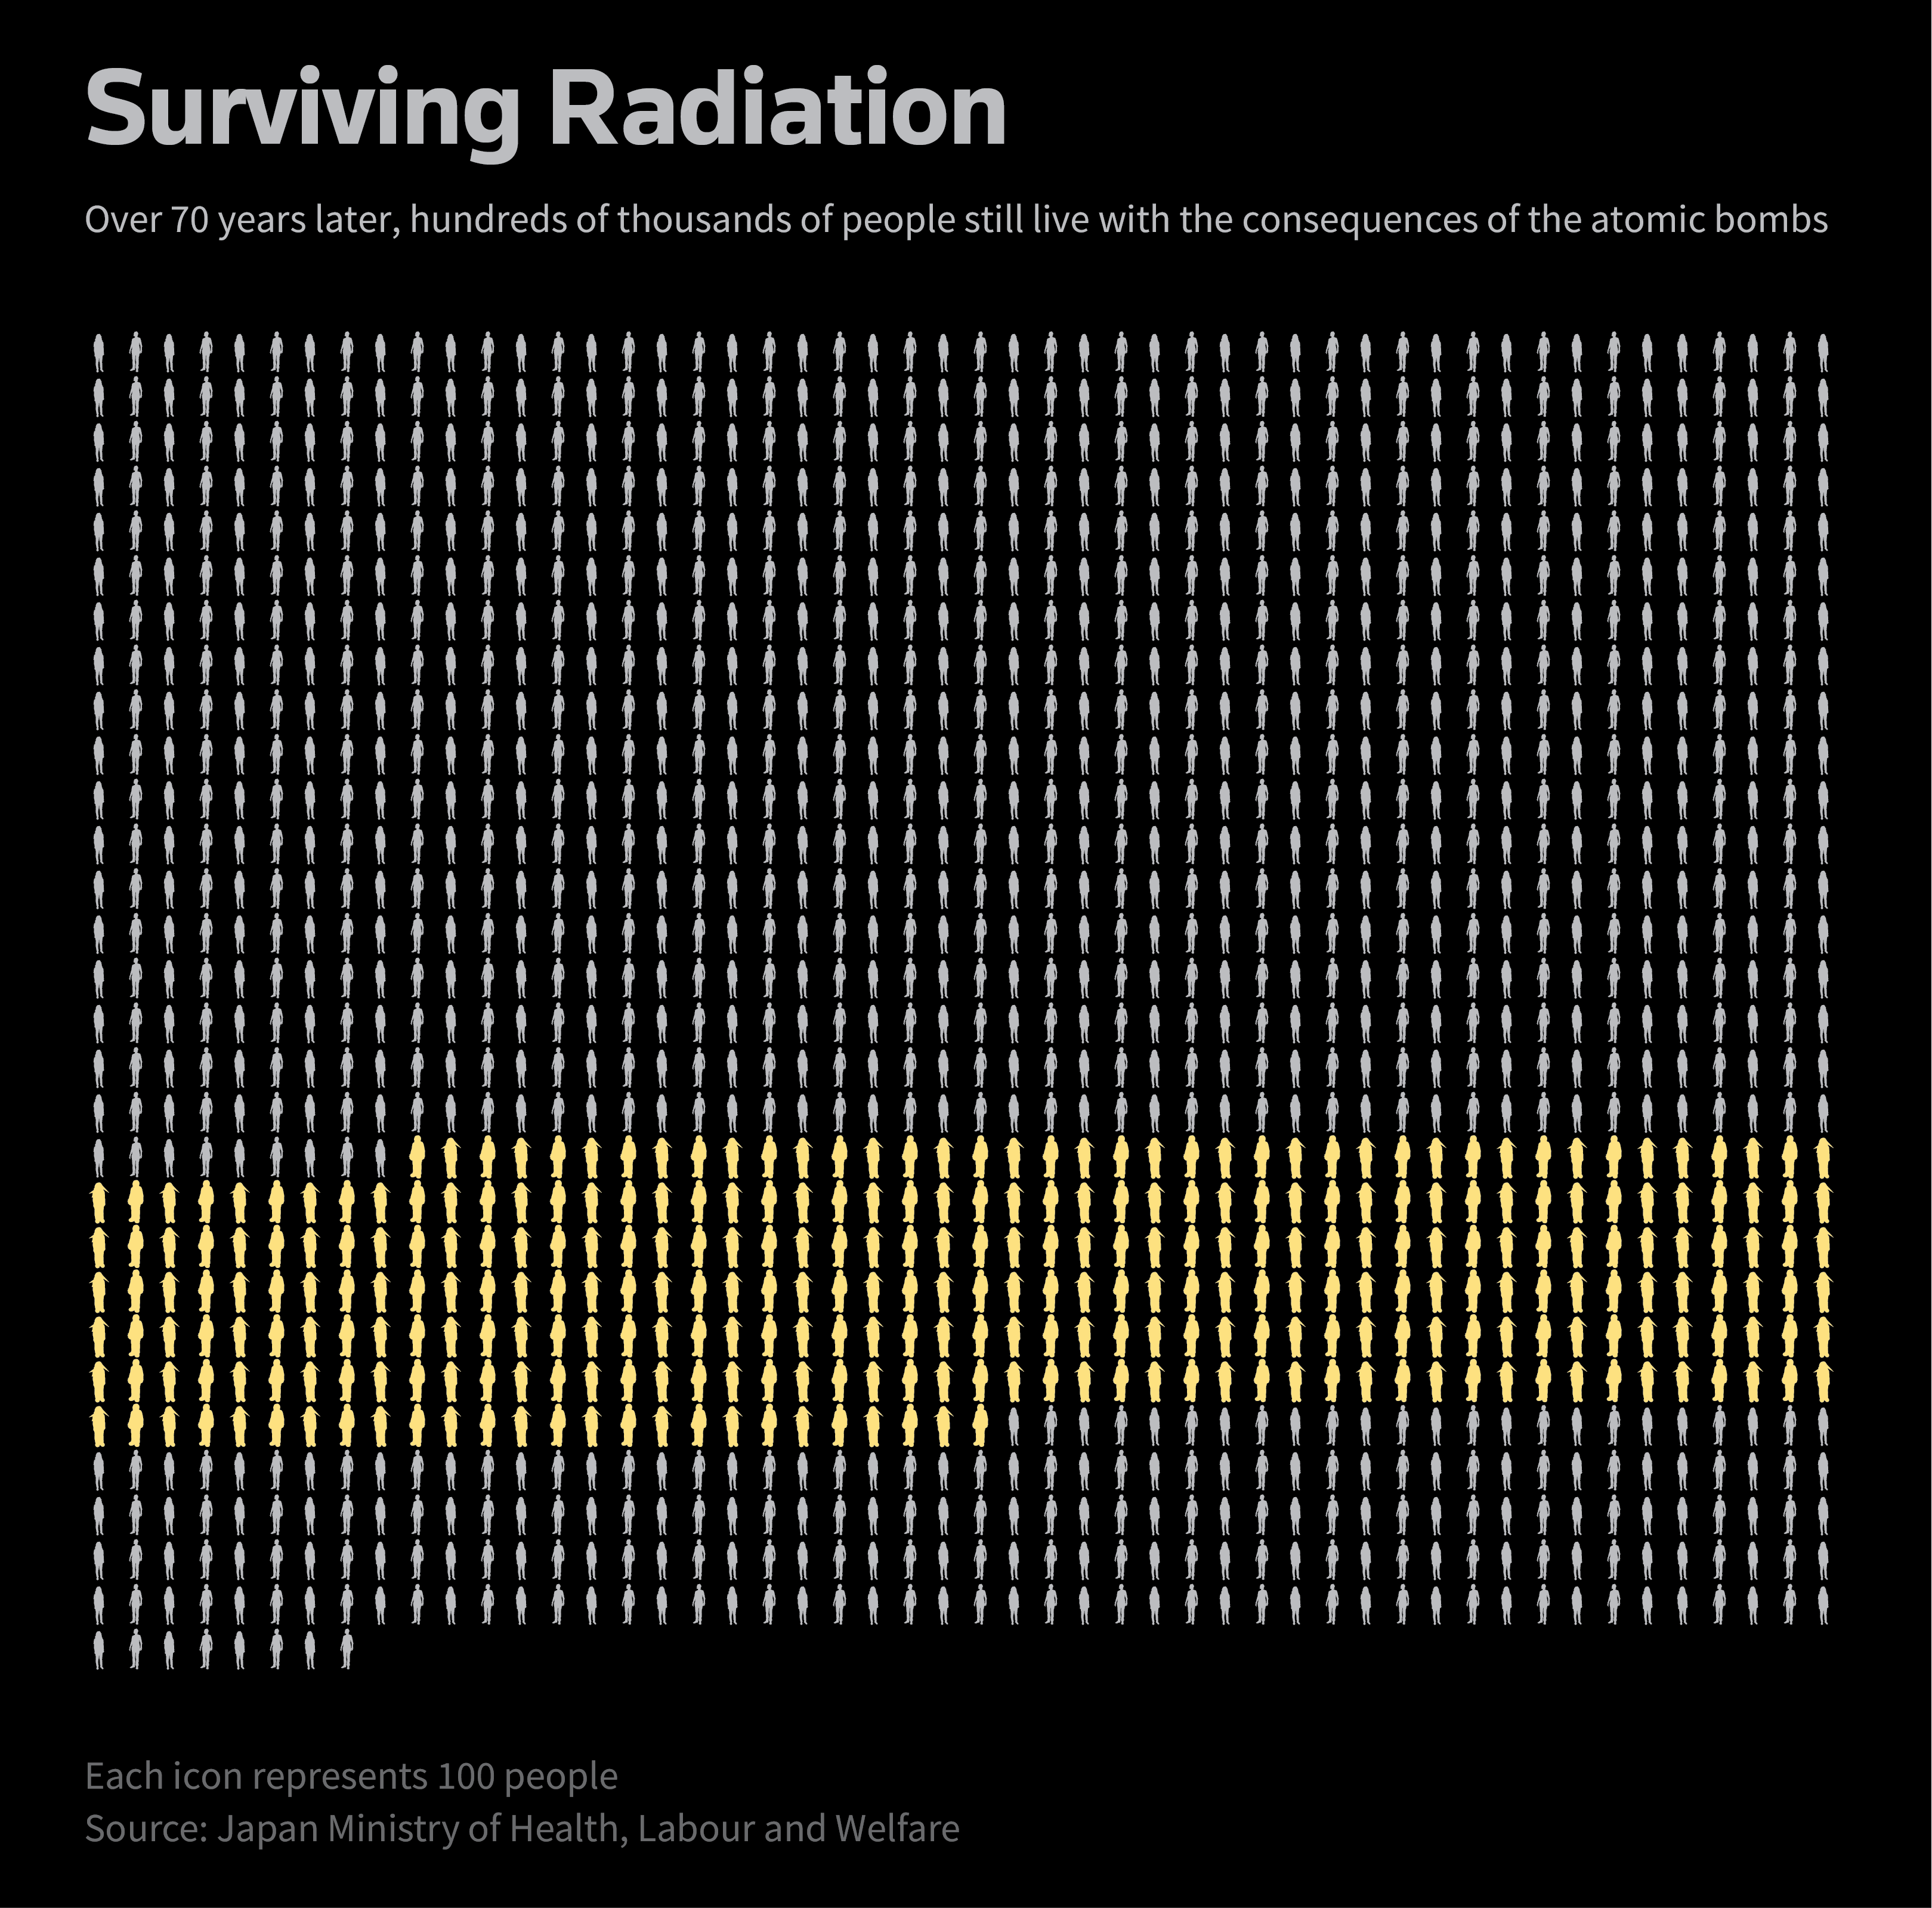 Surviving Radiation
Over 70 years later, hundreds of thousands of people still live with the consequences of the atomic bombs
Each icon represents 100 people
Source: Japan Ministry of Health, Labour and Welfare